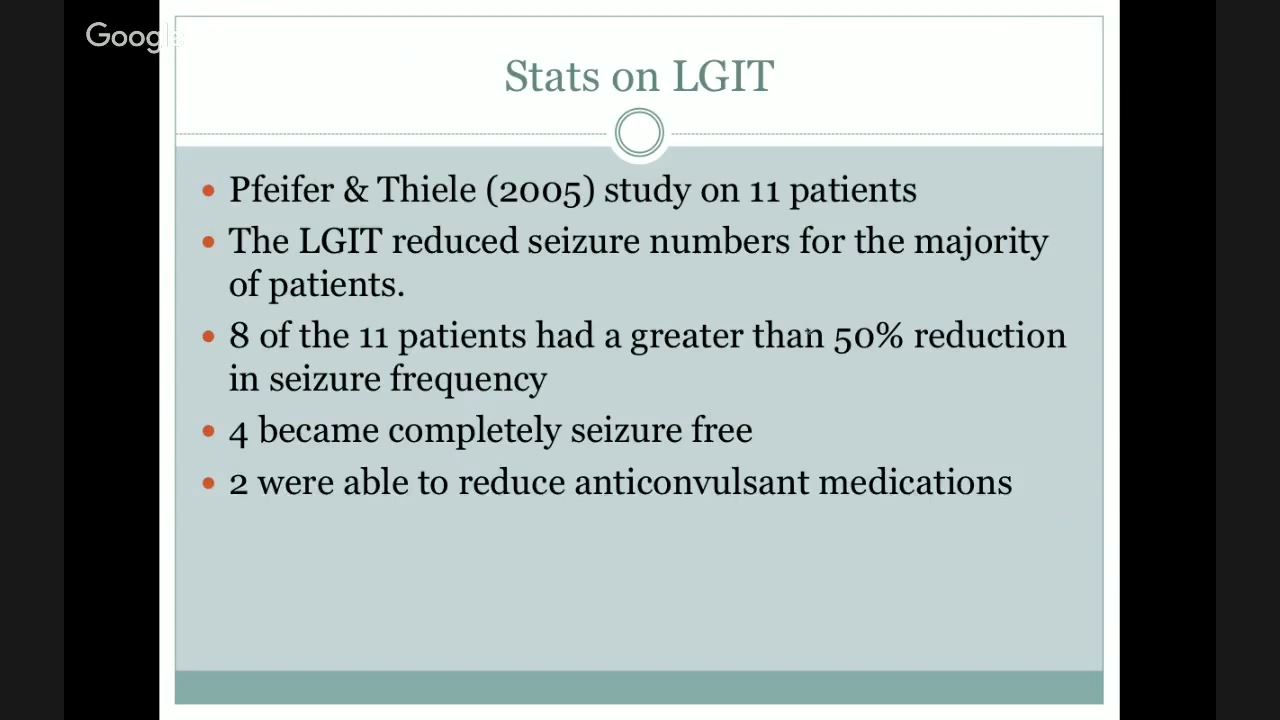 Google
Stats on LGIT
• Pfeifer & Thiele (2005) study on 11 patients
• The LGIT reduced seizure numbers for the majority
of patients.
• 8 of the 11 patients had a greater than 50% reduction
in seizure frequency
• 4 became completely seizure free
• 2 were able to reduce anticonvulsant medications